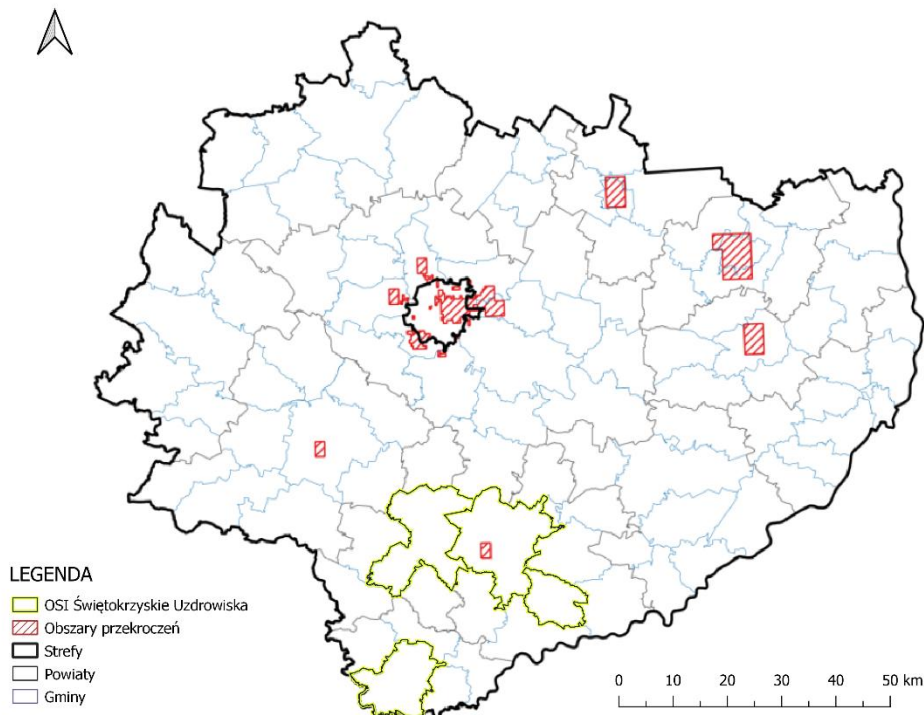 LEGENDA
OSI Świętokrzyskie Uzdrowiska
Obszary przekroczeń
Strefy
Powiaty
Gminy
0 10 20 30 40 50 km